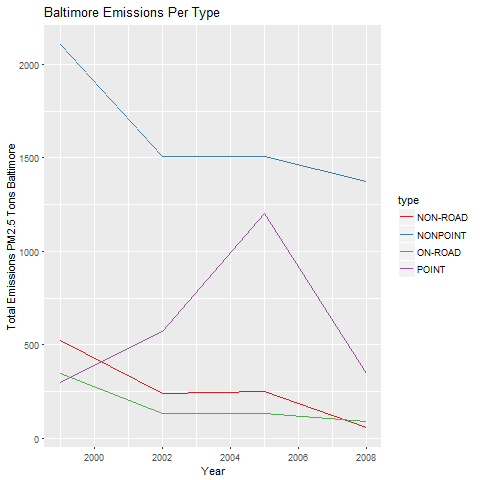 Baltimore Emissions Per Type
Total Emissions PM2.5 Tons Baltimore
2000
1500
1000
500
0
2000
2002
2004
2006
2008
Year
type
NON-ROAD
NONPOINT
ON-ROAD
POINT